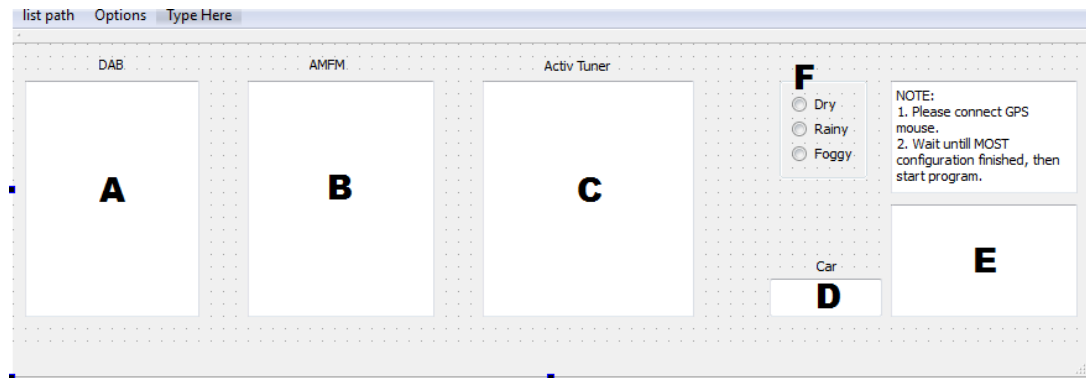 list path Options Type Here
DAB AMFM Activ Tuner
F
Dry
Rainy
Foggy
NOTE:
1. Please connect GPS
mouse.
2. Wait untill MOST
configuration finished, then
start program.
A B C
Car
D
E